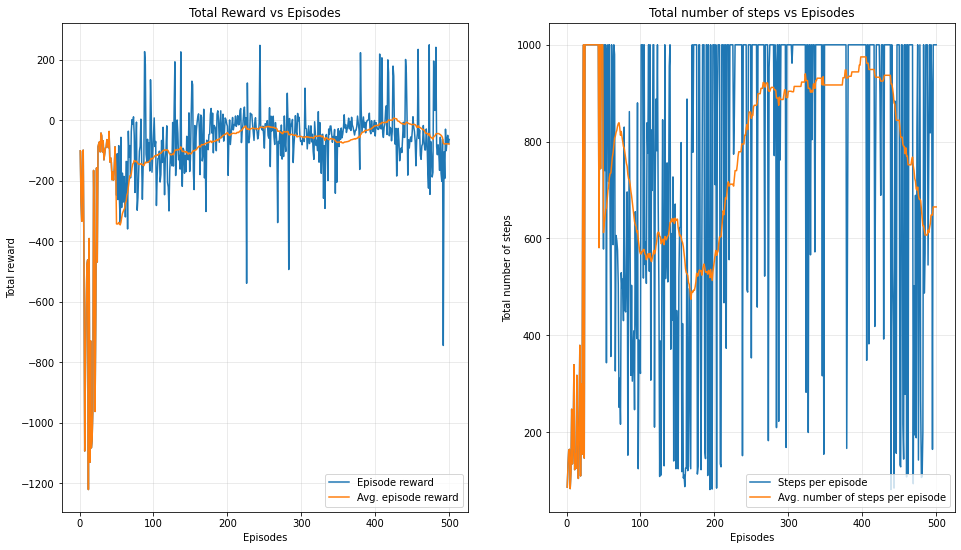 Total Reward vs Episodes
Total reward
200
0
−200
−400
−600
−800
−1000
−1200
0
100
200
300
400
500
Episodes
Episode reward
Avg. episode reward
Total number of steps vs Episodes
Total number of steps
1000
800
600
400
200
0
100
200
300
400
500
Episodes
Steps per episode
Avg. number of steps per episode